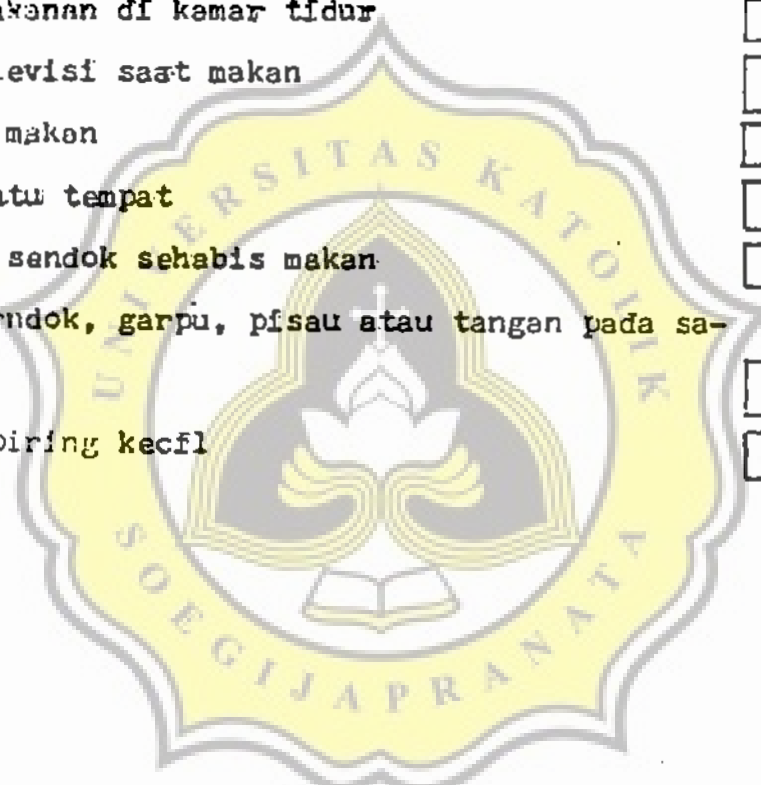 akanan di kamar tidur
levisi saat makan
makan
atu tempat
sendok sehabis makan
endok, garpu, pisau atau tangan pada sa-
piring kecil
UNIVERSITAS KATOLIK
SOEGIJAPRANATA